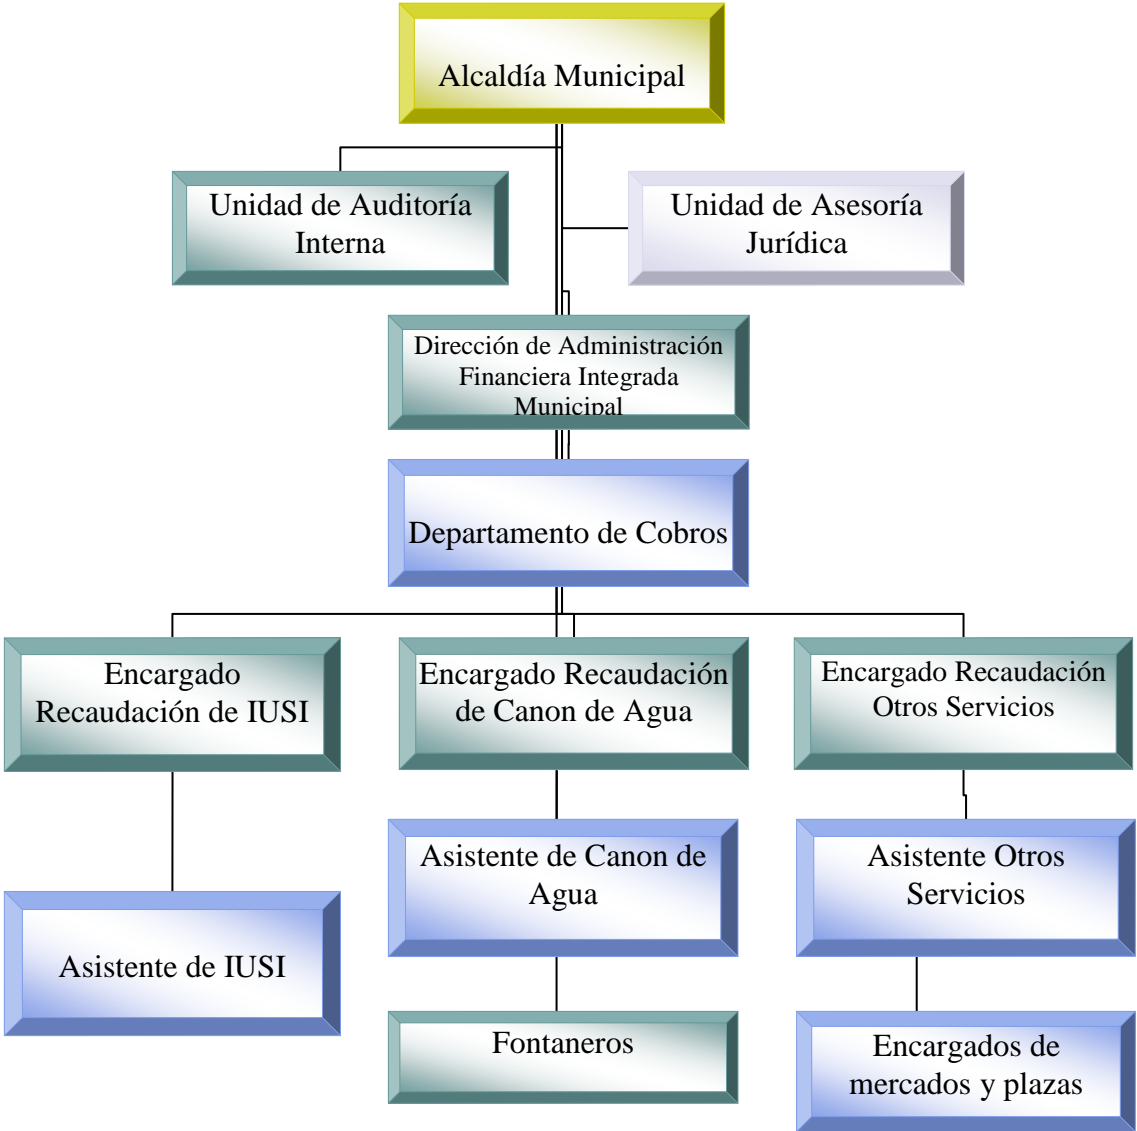 Alcaldía Municipal
Unidad de Auditoría
Interna
Unidad de Asesoría
Jurídica
Dirección de Administración
Financiera Integrada
Municipal
Departamento de Cobros
Encargado
Recaudación de IUSI
Encargado Recaudación
de Canon de Agua
Encargado Recaudación
Otros Servicios
Asistente de Canon de
Agua
Asistente Otros
Servicios
Asistente de IUSI
Fontaneros
Encargados de
mercados y plazas